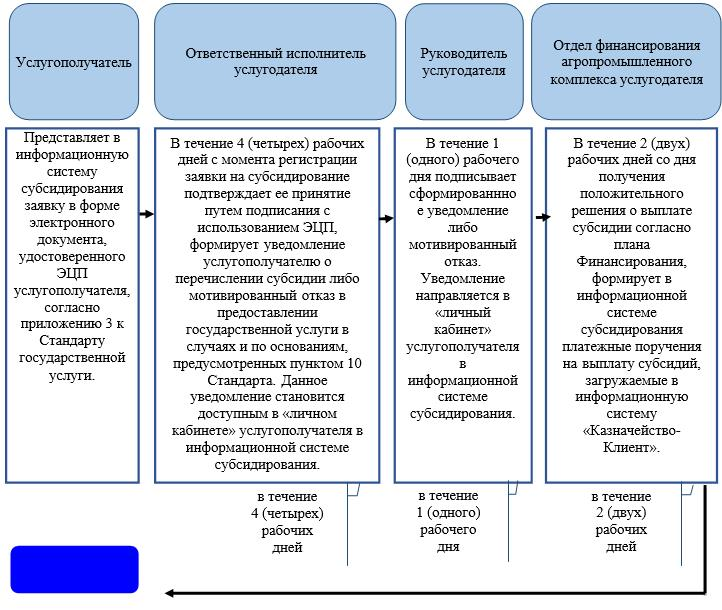 Услугополучатель
Ответственный исполнитель
услугодателя
Руководитель
услугодателя
Отдел финансирования
агропромышленного
комплекса услугодателя
Представляет в
информационную
систему
субсидирования
заявку в форме
электронного
документа,
удостоверенного
ЭЦП
услугополучателя,
согласно
приложению 3 к
Стандарту
государственной
услуги.
В течение 4 (четырех) рабочих
дней с момента регистрации
заявки на субсидирование
подтверждает ее принятие
путем подписания с
использованием ЭЦП,
формирует уведомление
услугополучателю о
перечислении субсидии либо
мотивированный отказ в
предоставлении
государственной услуги в
случаях и по основаниям,
предусмотренных пунктом 10
Стандарта. Данное
уведомление становится
доступным в «личном
кабинете» услугополучателя в
информационной системе
субсидирования.
В течение 1
(одного) рабочего
дня подписывает
сформированнно
е уведомление
либо
мотивированный
отказ.
Уведомление
направляется в
«личный
кабинет»
услугополучателя
в
информационной
системе
субсидирования.
В течение 2 (двух)
рабочих дней со дня
получения
положительного
решения о выплате
субсидии согласно
плана
Финансирования,
формирует в
информационной
системе
субсидирования
платежные поручения
на выплату субсидий,
загружаемые в
информационную
систему
«Казначейство-
Клиент».
в течение
4 (четырех)
рабочих
дней
в течение
1 (одного)
рабочего
дня
в течение
2 (двух)
рабочих
дней